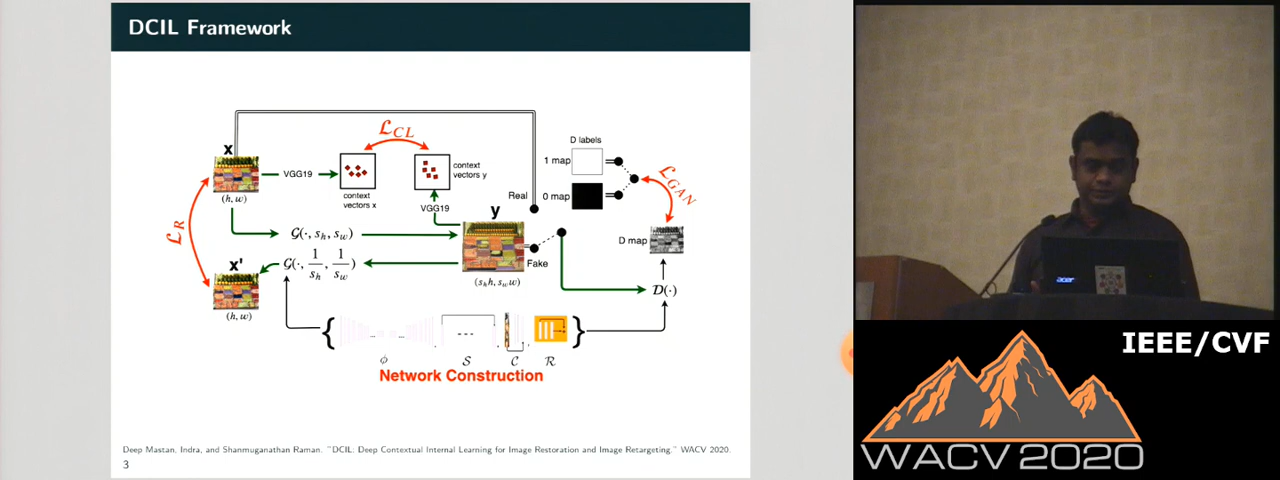 DCIL Framework
ℒ_CL
D labels
x
1 map
VGG19
context vectors x
context vectors y
ℒ_GAN
(h, w)
VGG19
Real
0 map
y
ℒ_R
𝒢(·, s_h, s_w)
D map
x'
𝒢(·, 1/s_h, 1/s_w)
Fake
(s_h h, s_w w)
𝒟(·)
(h, w)
{ ... ... - - - }
ϕ 𝒮 𝒞 ℛ
Network Construction
Deep Mastan, Indra, and Shanmuganathan Raman. "DCIL: Deep Contextual Internal Learning for Image Restoration and Image Retargeting." WACV 2020.
3
acer
IEEE/CVF
WACV 2020